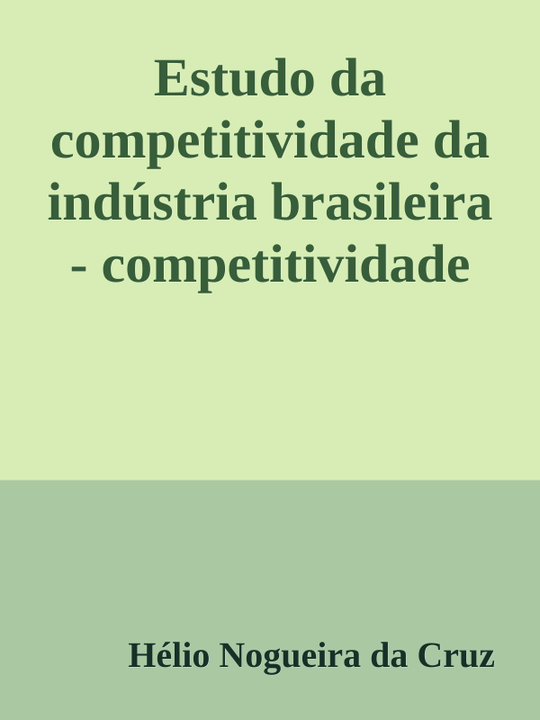 Estudo da
competitividade da
indústria brasileira
- competitividade
Hélio Nogueira da Cruz